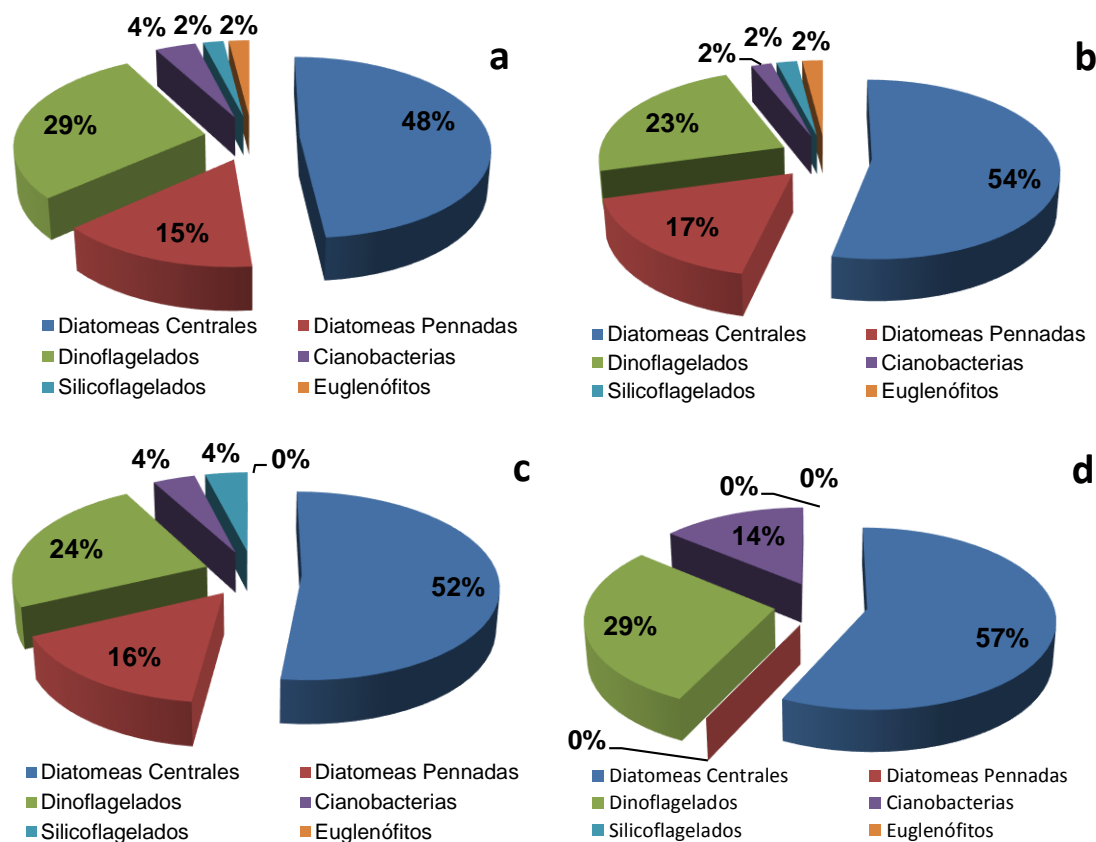 4% 2% 2%
a
29%
48%
15%
Diatomeas Centrales Diatomeas Pennadas
Dinoflagelados Cianobacterias
Silicoflagelados Euglenófitos
2% 2% 2%
b
23%
54%
17%
Diatomeas Centrales Diatomeas Pennadas
Dinoflagelados Cianobacterias
Silicoflagelados Euglenófitos
4% 4% 0%
c
24%
52%
16%
Diatomeas Centrales Diatomeas Pennadas
Dinoflagelados Cianobacterias
Silicoflagelados Euglenófitos
0% 0%
d
14%
29%
57%
0%
Diatomeas Centrales Diatomeas Pennadas
Dinoflagelados Cianobacterias
Silicoflagelados Euglenófitos